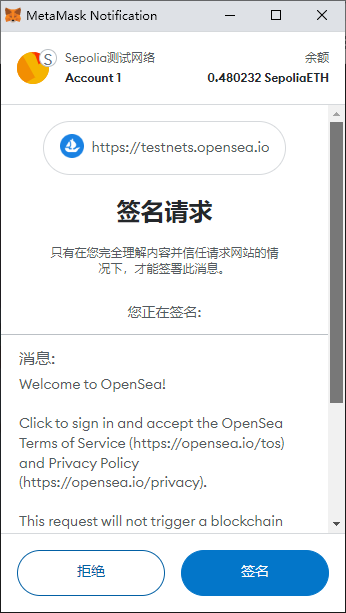 MetaMask Notification
S
Sepolia测试网络
余额
Account 1
0.480232 SepoliaETH
https://testnets.opensea.io
签名请求
只有在您完全理解内容并信任请求网站的情
况下，才能签署此消息。
您正在签名:
消息:
Welcome to OpenSea!
Click to sign in and accept the OpenSea
Terms of Service (https://opensea.io/tos)
and Privacy Policy
(https://opensea.io/privacy).
This request will not trigger a blockchain
拒绝
签名